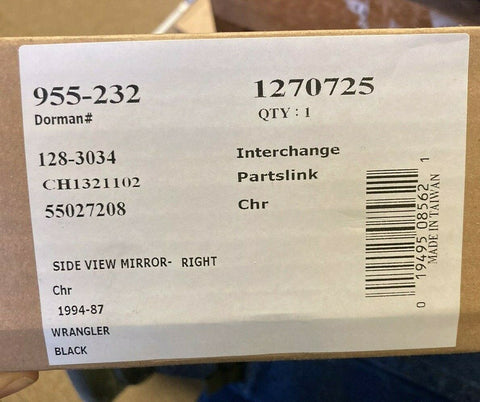 955-232 1270725
Dorman# QTY : 1
128-3034 Interchange
CH1321102 Partslink
55027208 Chr
SIDE VIEW MIRROR- RIGHT
Chr
1994-87
WRANGLER
BLACK
0 19495 08562 1
MADE IN TAIWAN